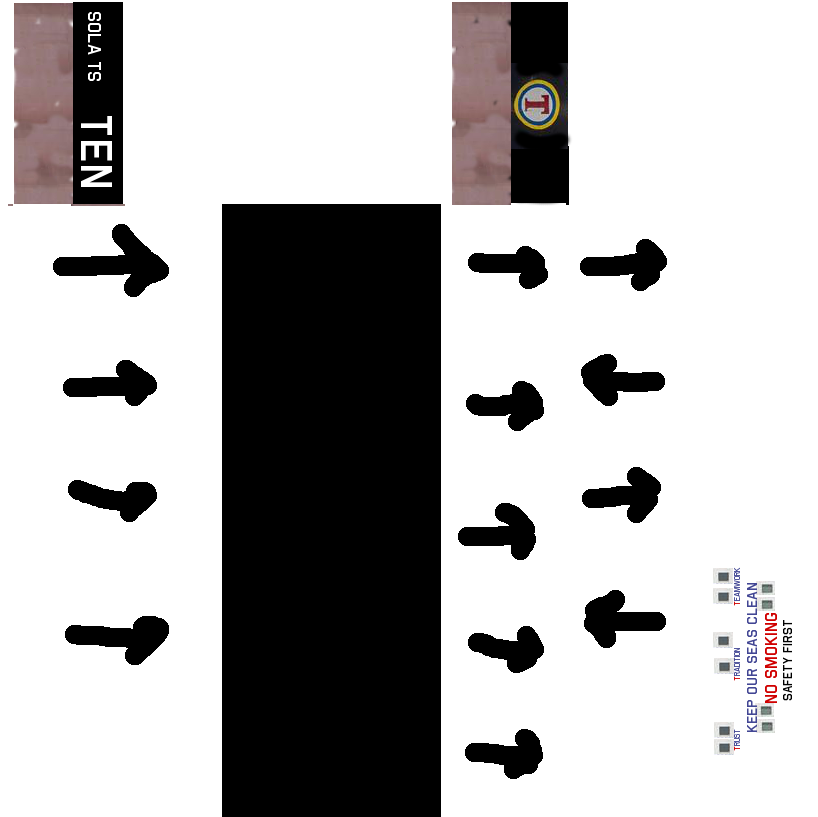 SOLA TS
TEN
T
TEAMWORK
TRADITION
TRUST
KEEP OUR SEAS CLEAN
NO SMOKING
SAFETY FIRST